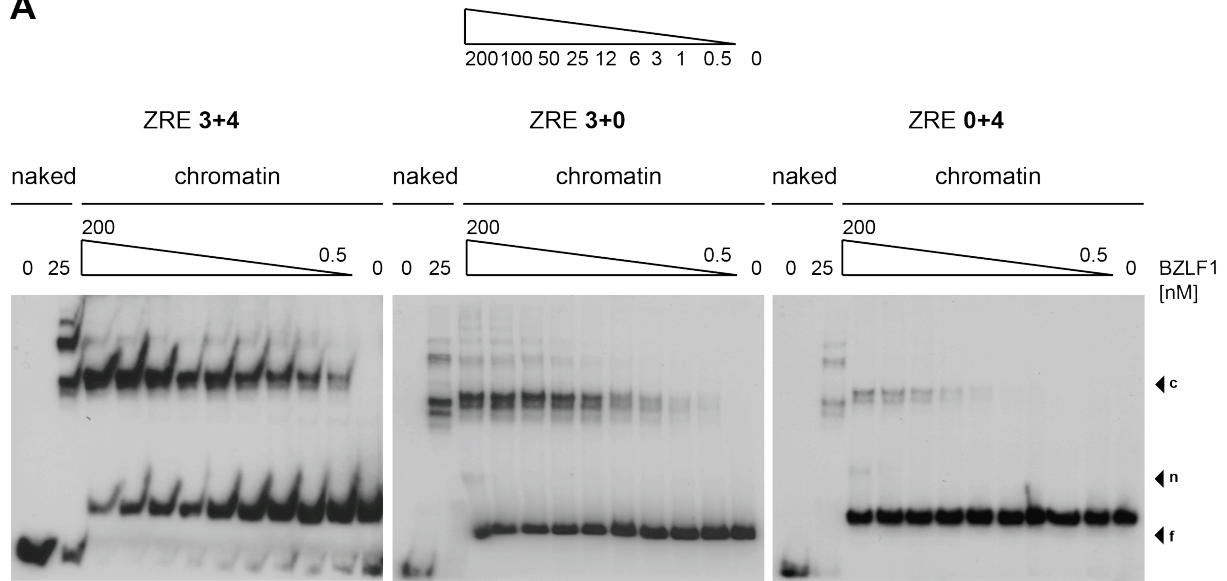 A
200 100 50 25 12 6 3 1 0.5 0
ZRE 3+4 ZRE 3+0 ZRE 0+4
naked chromatin naked chromatin naked chromatin
200 200 200
0.5 0.5 0.5
0 25 0 0 25 0 0 25 0 BZLF1
[nM]
c
n
f